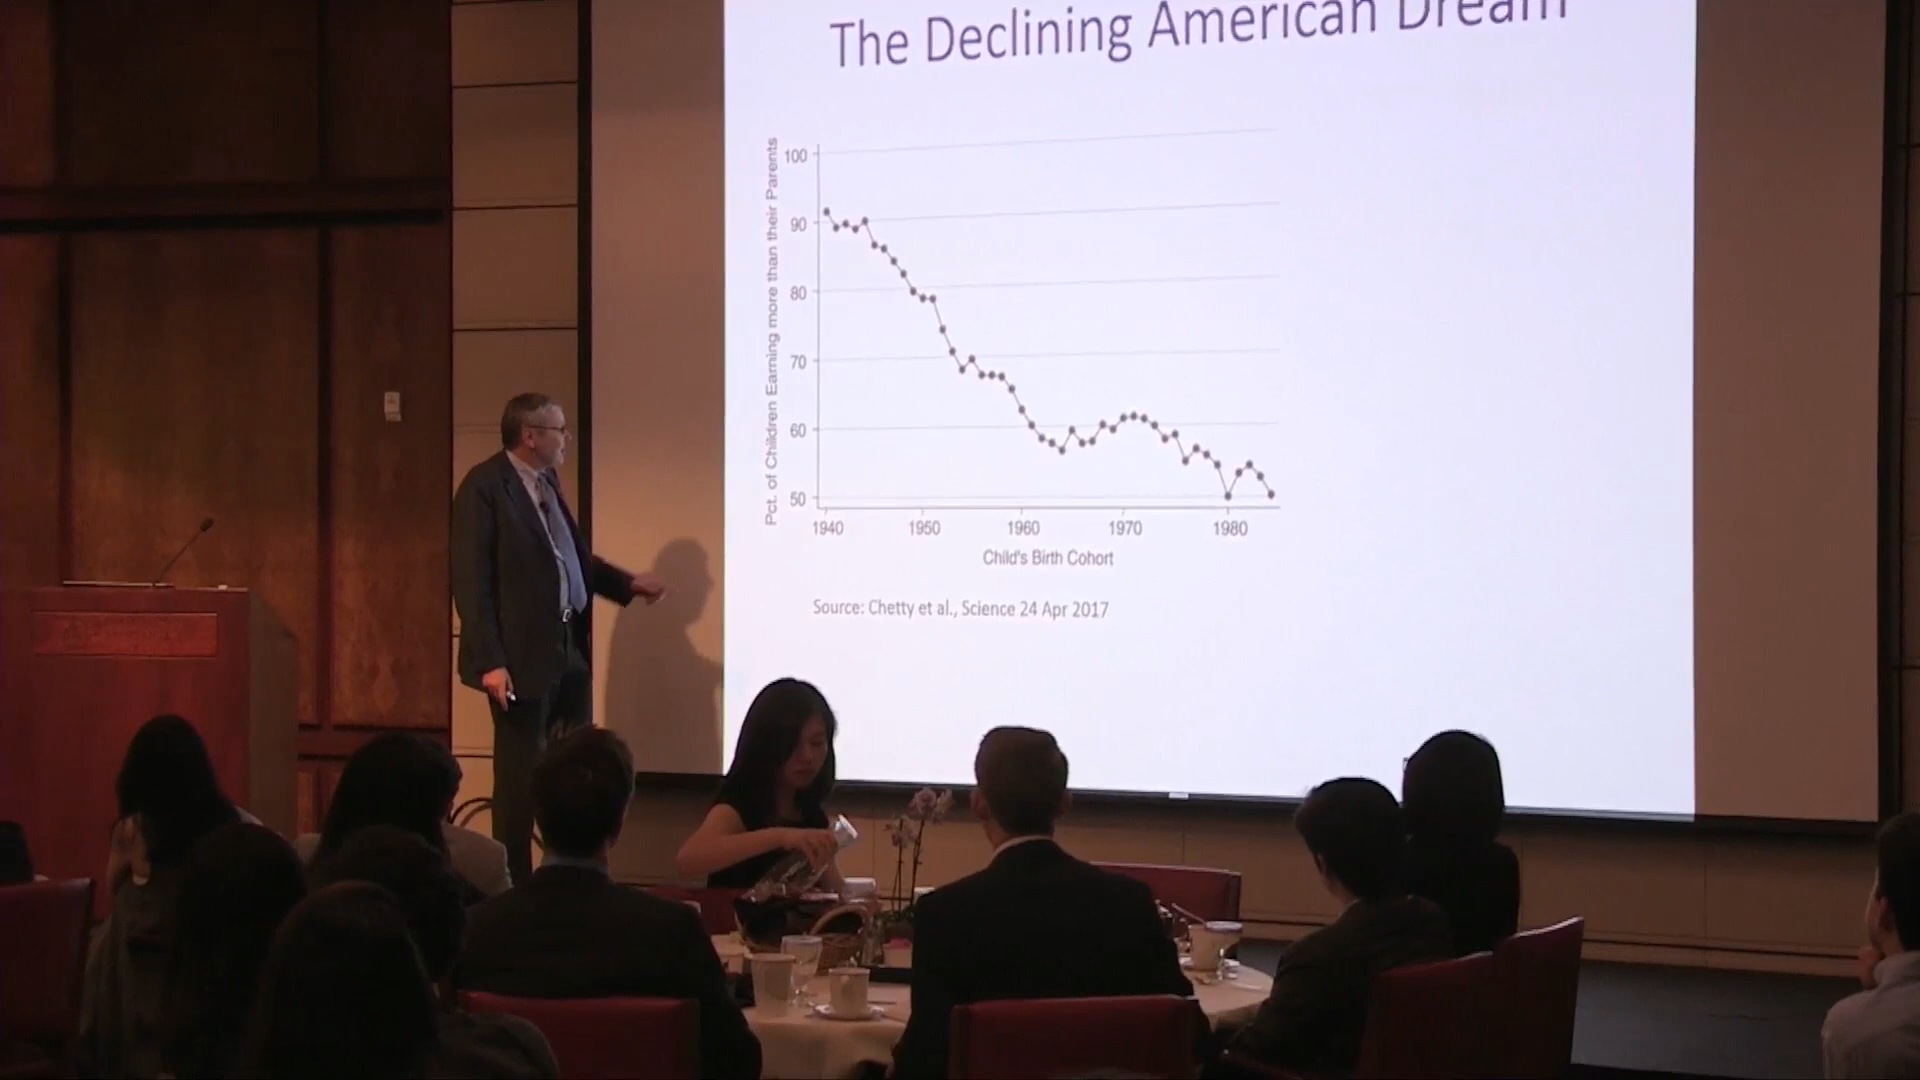 The Declining American Dream
Pct. of Children Earning more than their Parents
100
90
80
70
60
50
1940 1950 1960 1970 1980
Child's Birth Cohort
Source: Chetty et al., Science 24 Apr 2017